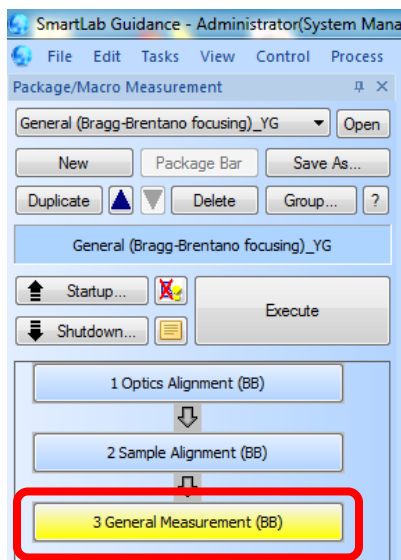 SmartLab Guidance - Administrator(System Mana
File Edit Tasks View Control Process
Package/Macro Measurement
General (Bragg-Brentano focusing)_YG Open
New Package Bar Save As...
Duplicate Delete Group... ?
General (Bragg-Brentano focusing)_YG
Startup...
Execute
Shutdown...
1 Optics Alignment (BB)
2 Sample Alignment (BB)
3 General Measurement (BB)